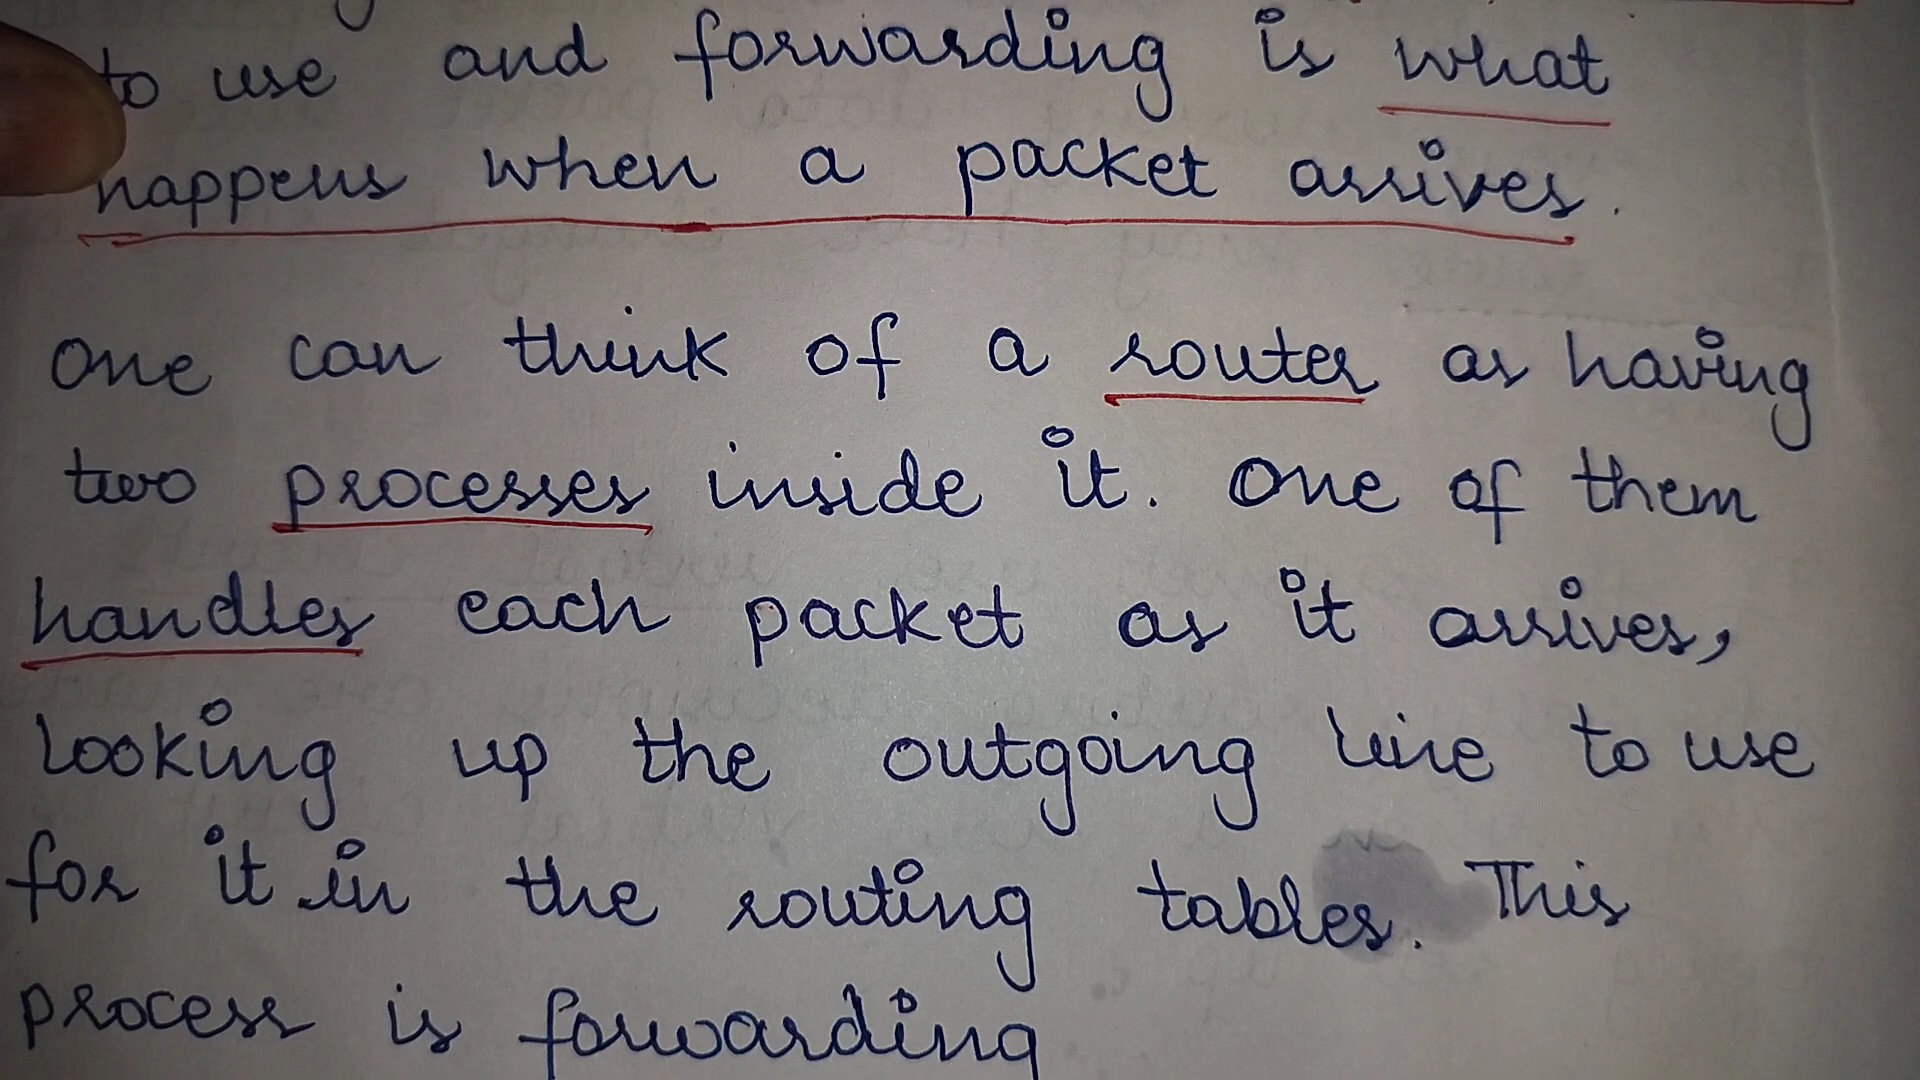 to use and forwarding is what
happens when a packet arrives.
One can think of a router as having
two processes inside it. One of them
handles each packet as it arrives,
looking up the outgoing line to use
for it in the routing tables. This
process is forwarding